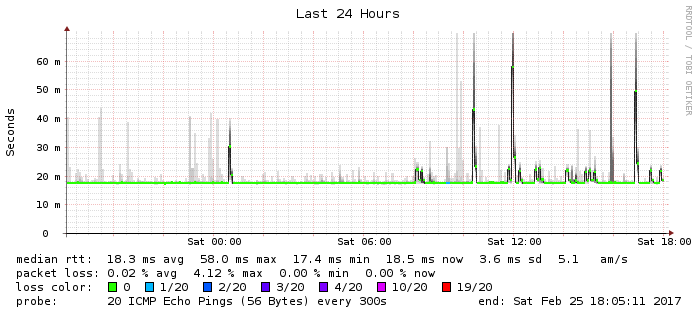 Last 24 Hours
RRDTOOL / TOBI OETIKER
Seconds
60 m
50 m
40 m
30 m
20 m
10 m
0
Sat 00:00 Sat 06:00 Sat 12:00 Sat 18:00
median rtt: 18.3 ms avg 58.0 ms max 17.4 ms min 18.5 ms now 3.6 ms sd 5.1 am/s
packet loss: 0.02 % avg 4.12 % max 0.00 % min 0.00 % now
loss color: 0 1/20 2/20 3/20 4/20 10/20 19/20
probe: 20 ICMP Echo Pings (56 Bytes) every 300s end: Sat Feb 25 18:05:11 2017